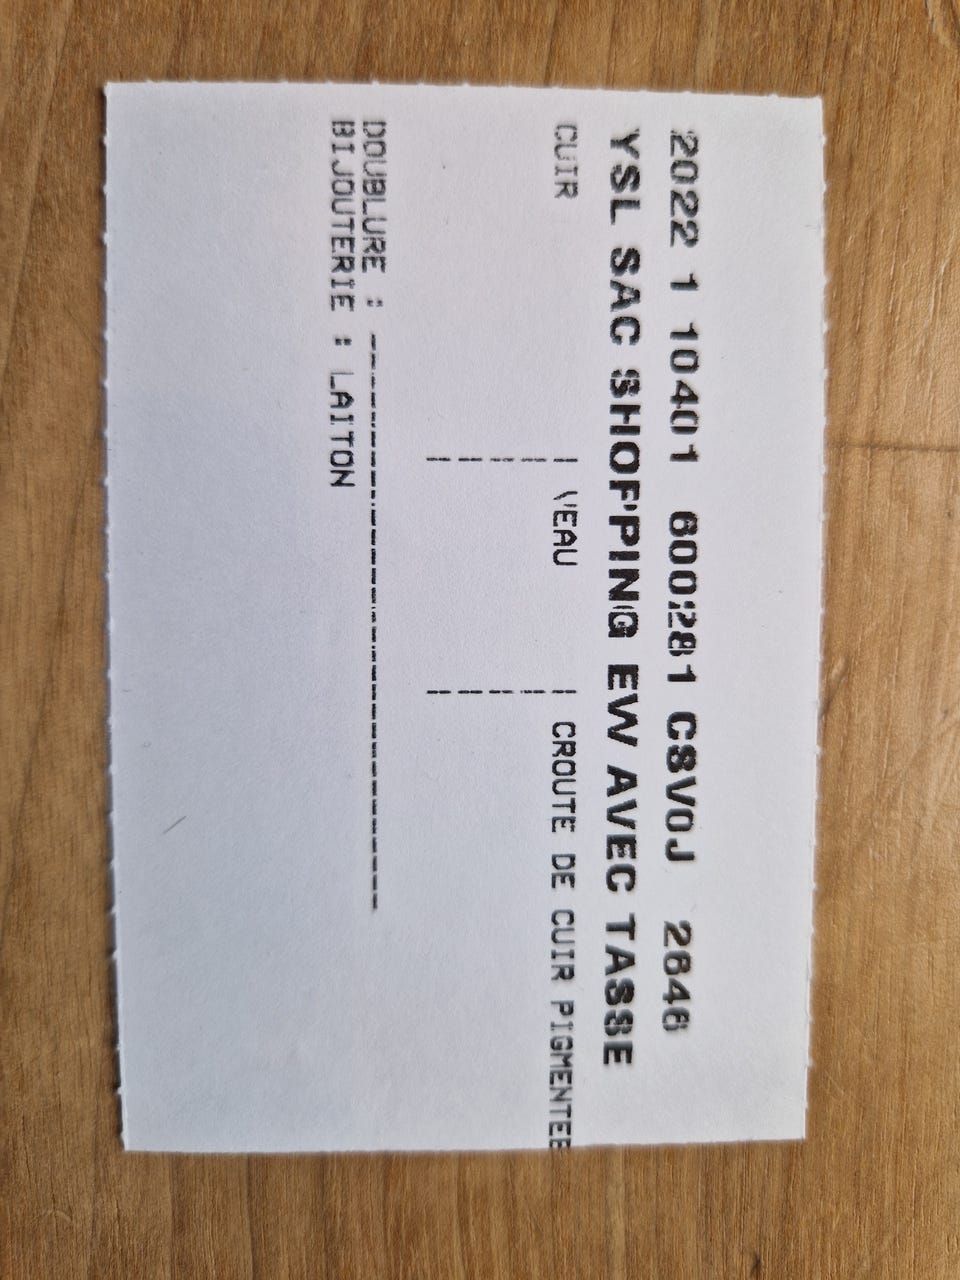 2022 1 10401 600281 CSV0J 2646
YSL SAC SHOPPING EW AVEC TASSE
CUIR | VEAU | CROUTE DE CUIR PIGMENTEE
DOUBLURE : --------------------------------------
BIJOUTERIE : LAITON